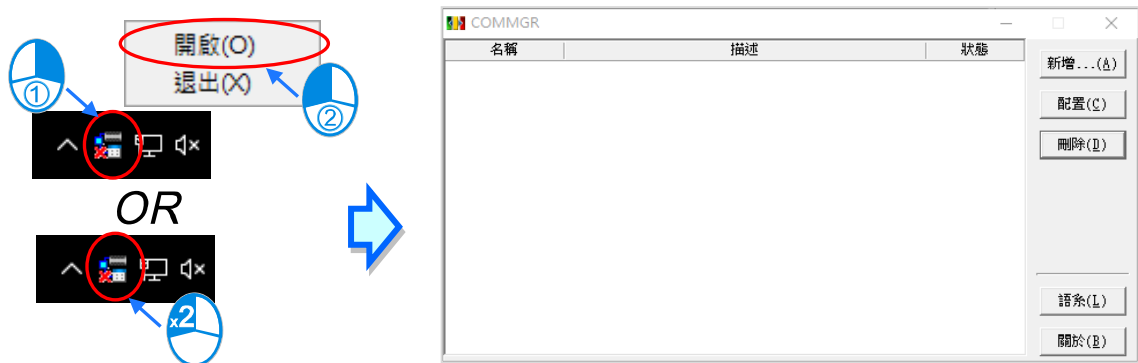 開啟(O)
退出(X)
①
②
OR
x2
COMMGR
名稱 描述 狀態
新增...(A)
配置(C)
刪除(D)
語系(L)
關於(B)